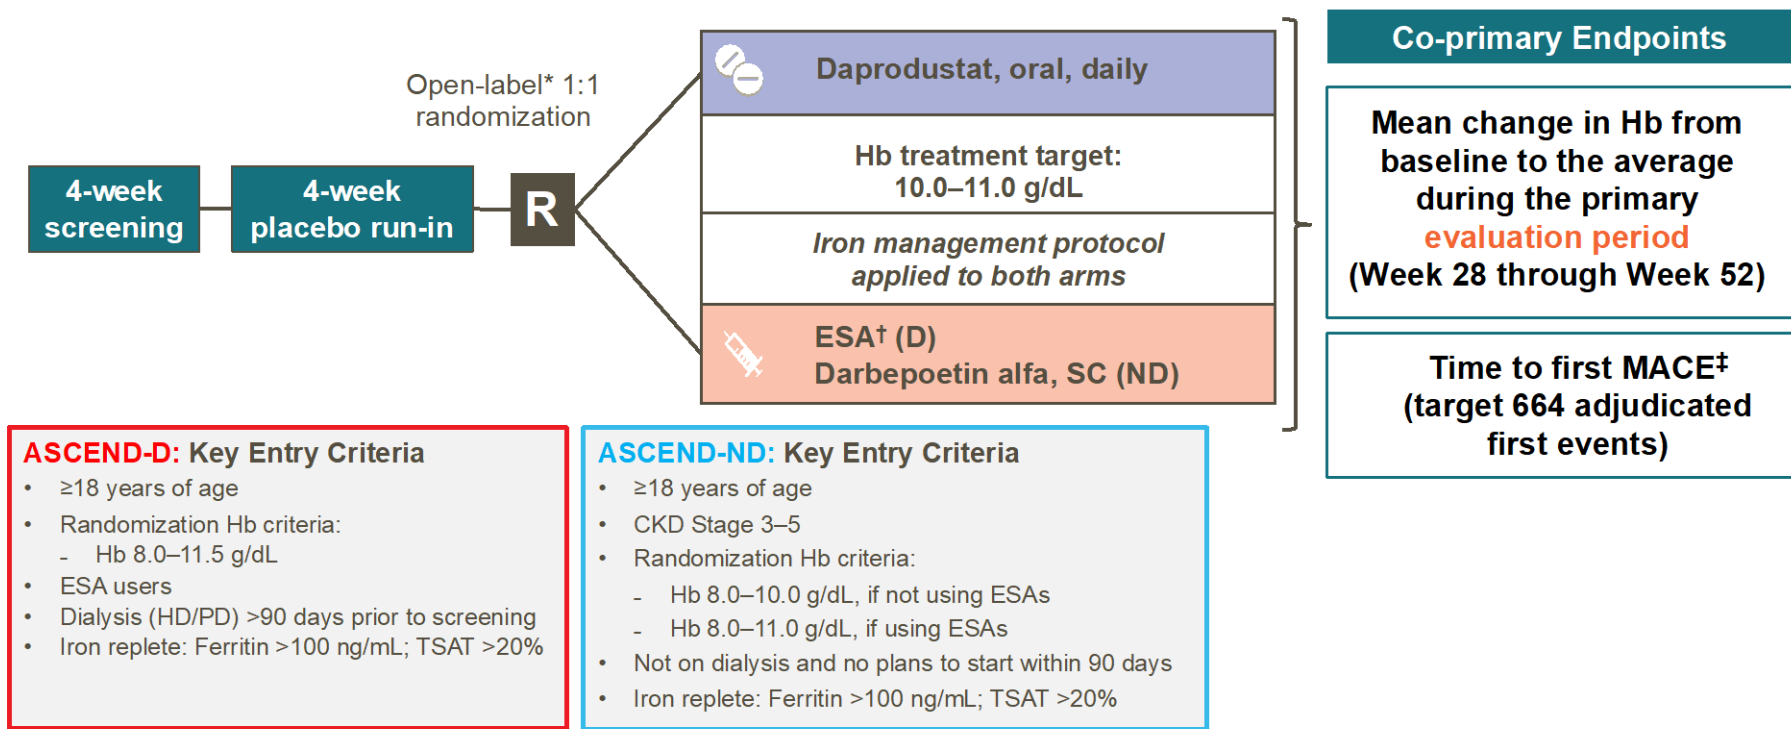 Open-label* 1:1
randomization
4-week
screening
4-week
placebo run-in
R
Daprodustat, oral, daily
Hb treatment target:
10.0–11.0 g/dL
Iron management protocol
applied to both arms
ESA† (D)
Darbepoetin alfa, SC (ND)
Co-primary Endpoints
Mean change in Hb from
baseline to the average
during the primary
evaluation period
(Week 28 through Week 52)
Time to first MACE‡
(target 664 adjudicated
first events)
ASCEND-D: Key Entry Criteria
• ≥18 years of age
• Randomization Hb criteria:
- Hb 8.0–11.5 g/dL
• ESA users
• Dialysis (HD/PD) >90 days prior to screening
• Iron replete: Ferritin >100 ng/mL; TSAT >20%
ASCEND-ND: Key Entry Criteria
• ≥18 years of age
• CKD Stage 3–5
• Randomization Hb criteria:
- Hb 8.0–10.0 g/dL, if not using ESAs
- Hb 8.0–11.0 g/dL, if using ESAs
• Not on dialysis and no plans to start within 90 days
• Iron replete: Ferritin >100 ng/mL; TSAT >20%